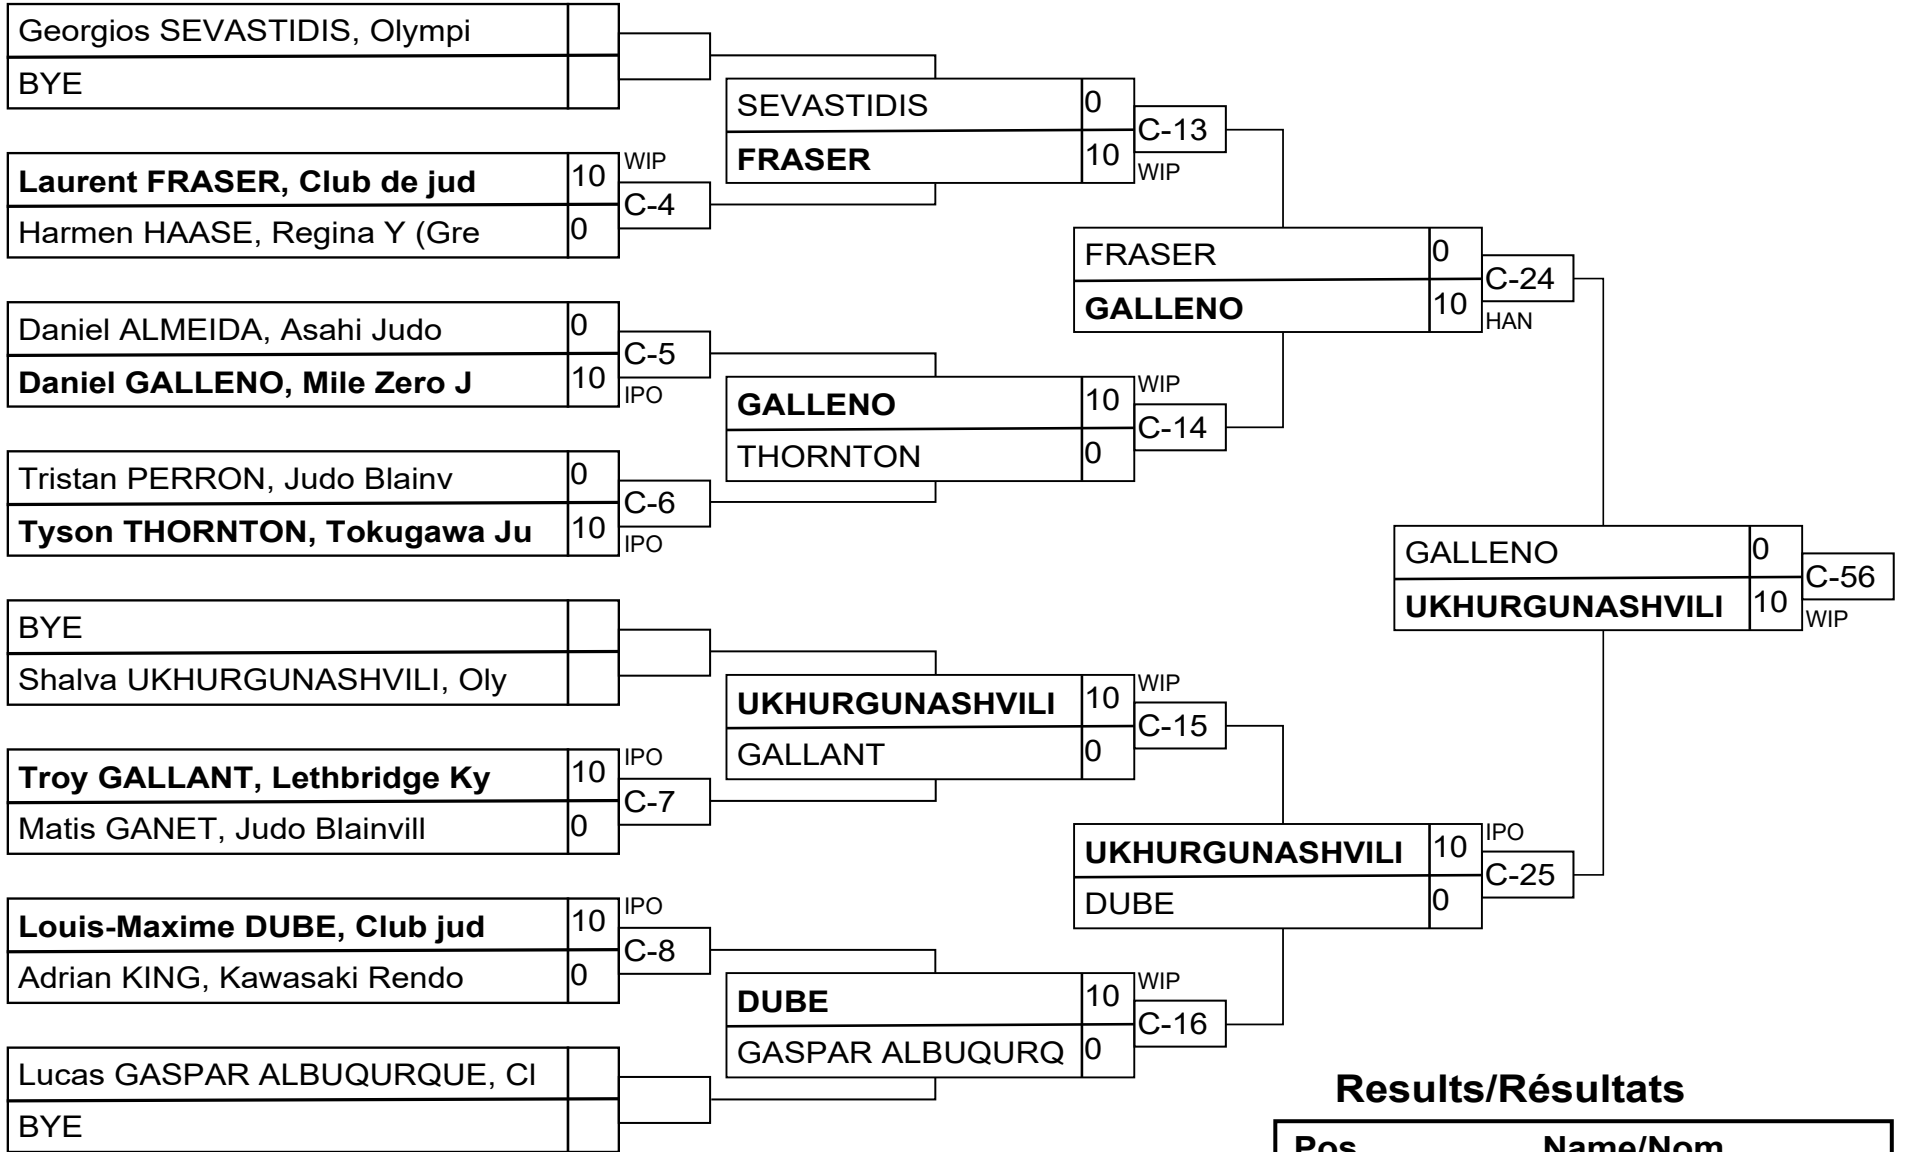 Georgios SEVASTIDIS, Olympi
BYE
Laurent FRASER, Club de jud 10 WIP
C-4
Harmen HAASE, Regina Y (Gre 0
Daniel ALMEIDA, Asahi Judo 0
C-5
Daniel GALLENO, Mile Zero J 10 IPO
Tristan PERRON, Judo Blainv 0
C-6
Tyson THORNTON, Tokugawa Ju 10 IPO
BYE
Shalva UKHURGUNASHVILI, Oly
Troy GALLANT, Lethbridge Ky 10 IPO
C-7
Matis GANET, Judo Blainvill 0
Louis-Maxime DUBE, Club jud 10 IPO
C-8
Adrian KING, Kawasaki Rendo 0
Lucas GASPAR ALBUQURQUE, Cl
BYE
SEVASTIDIS 0
C-13
FRASER 10 WIP
GALLENO 10 WIP
C-14
THORNTON 0
UKHURGUNASHVILI 10 WIP
C-15
GALLANT 0
DUBE 10 WIP
C-16
GASPAR ALBUQURQ 0
FRASER 0
C-24
GALLENO 10 HAN
UKHURGUNASHVILI 10 IPO
C-25
DUBE 0
GALLENO 0
C-56
UKHURGUNASHVILI 10 WIP
Results/Résultats
Pos Name/Nom